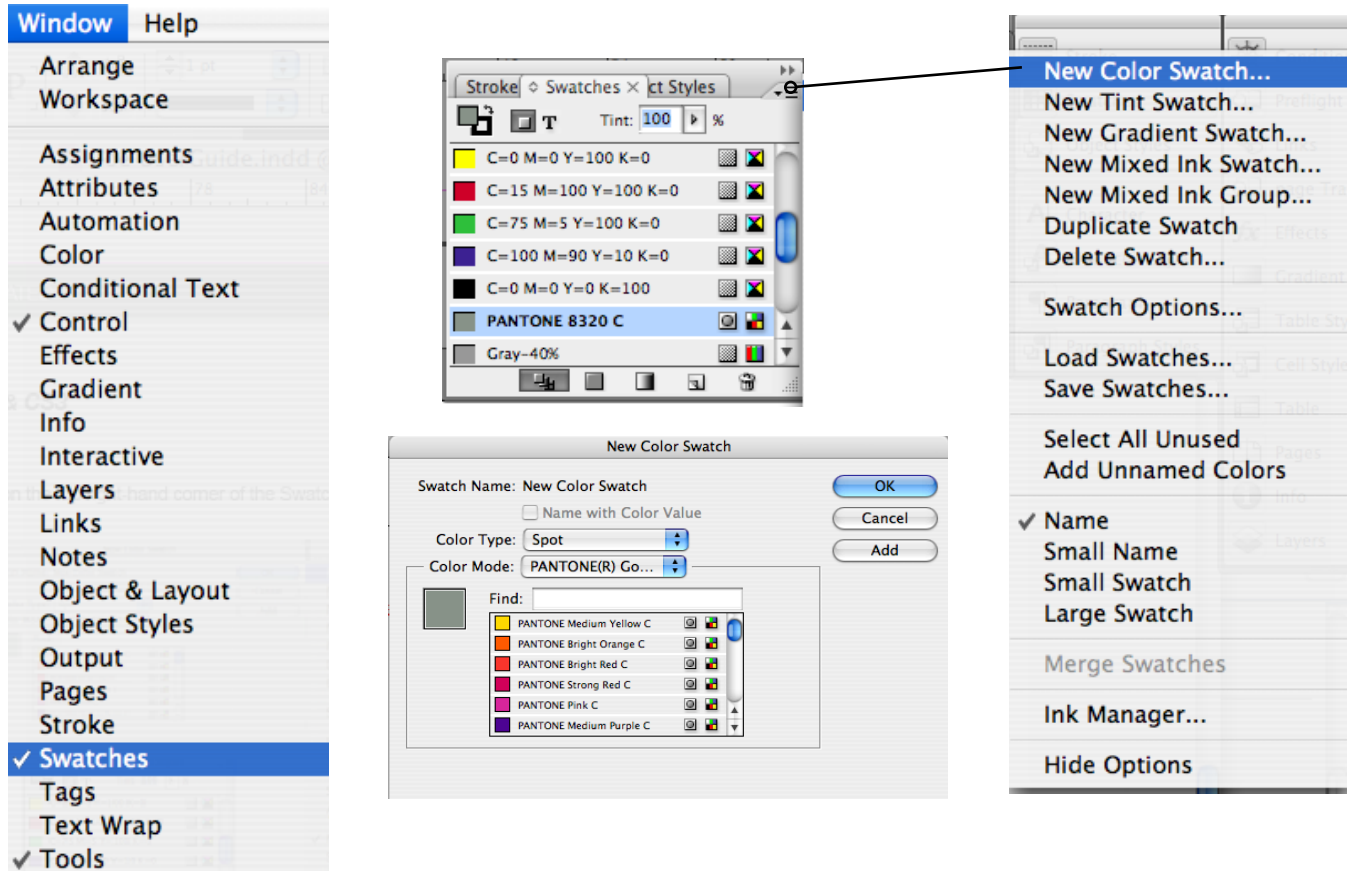 Window Help
Arrange
Workspace
Assignments
Attributes
Automation
Color
Conditional Text
✓ Control
Effects
Gradient
Info
Interactive
Layers
Links
Notes
Object & Layout
Object Styles
Output
Pages
Stroke
✓ Swatches
Tags
Text Wrap
✓ Tools
Stroke Swatches × ct Styles
T Tint: 100 %
C=0 M=0 Y=100 K=0
C=15 M=100 Y=100 K=0
C=75 M=5 Y=100 K=0
C=100 M=90 Y=10 K=0
C=0 M=0 Y=0 K=100
PANTONE 8320 C
Gray-40%
New Color Swatch
Swatch Name: New Color Swatch
Name with Color Value
Color Type: Spot
Color Mode: PANTONE(R) Go...
Find:
PANTONE Medium Yellow C
PANTONE Bright Orange C
PANTONE Bright Red C
PANTONE Strong Red C
PANTONE Pink C
PANTONE Medium Purple C
OK
Cancel
Add
New Color Swatch...
New Tint Swatch...
New Gradient Swatch...
New Mixed Ink Swatch...
New Mixed Ink Group...
Duplicate Swatch
Delete Swatch...
Swatch Options...
Load Swatches...
Save Swatches...
Select All Unused
Add Unnamed Colors
✓ Name
Small Name
Small Swatch
Large Swatch
Merge Swatches
Ink Manager...
Hide Options